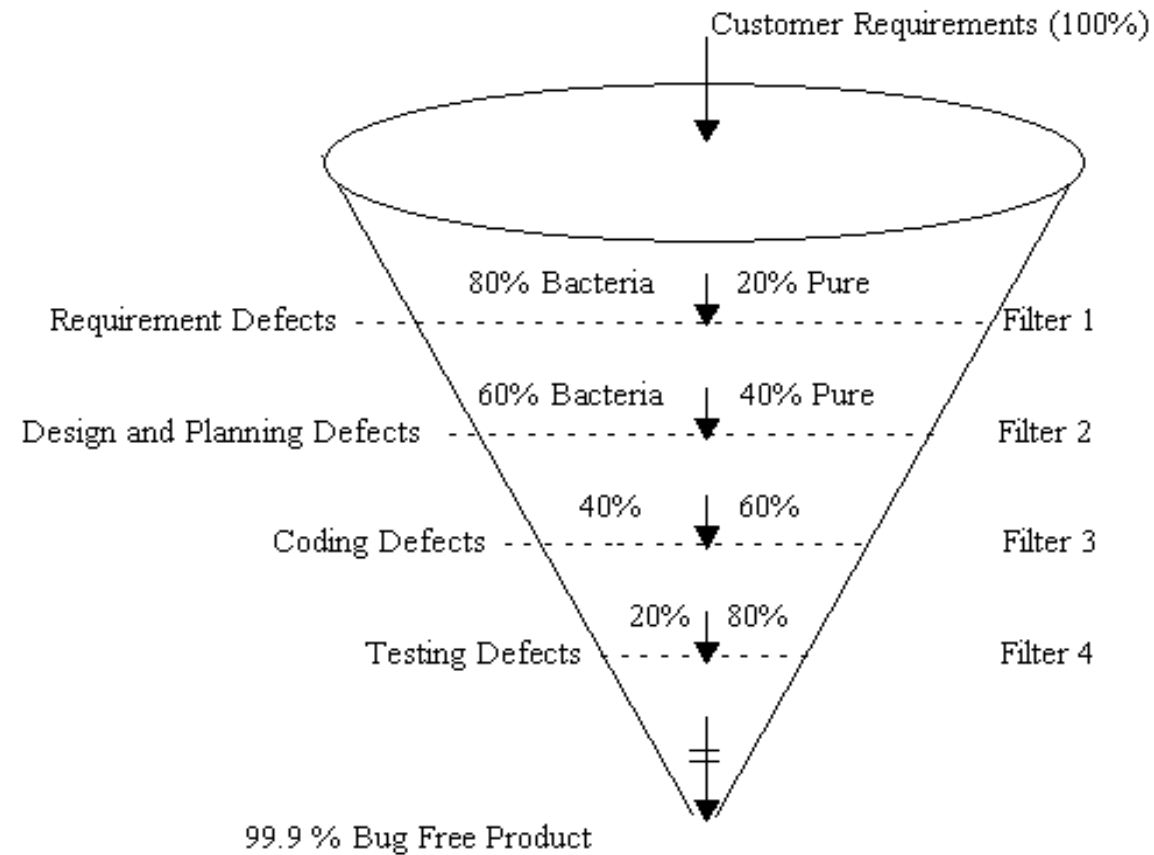 Customer Requirements (100%)
80% Bacteria 20% Pure
Requirement Defects Filter 1
60% Bacteria 40% Pure
Design and Planning Defects Filter 2
40% 60%
Coding Defects Filter 3
20% 80%
Testing Defects Filter 4
99.9 % Bug Free Product